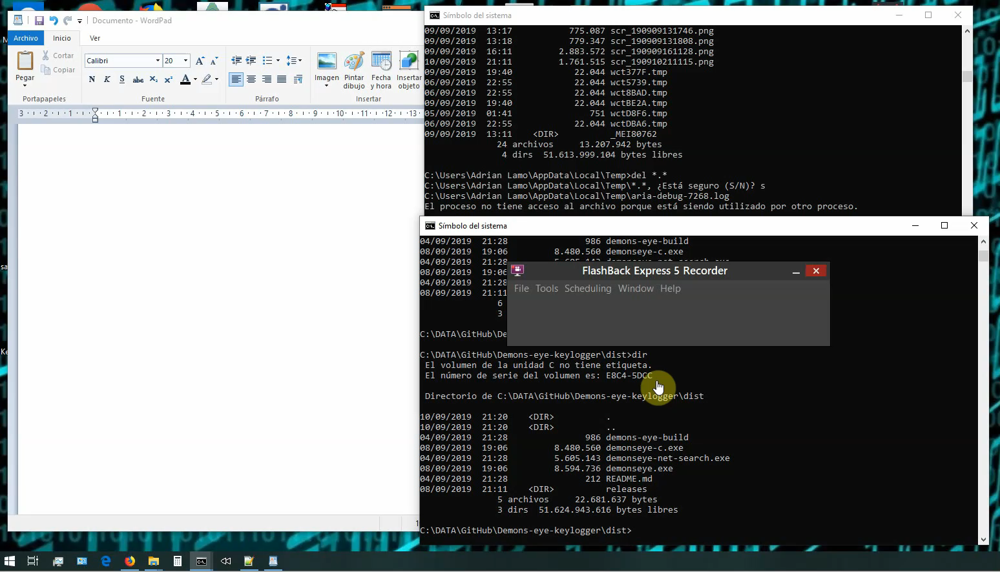 Documento - WordPad
Archivo
Inicio
Ver
Pegar
Cortar
Copiar
Portapapeles
Calibri
20
N K S abc X₂ X²
A
Fuente
Párrafo
Imagen
Pintar
dibujo
Fecha
y hora
Insertar
objeto
Insertar
3 · 2 · 1 · 1 · 2 · 3 · 4 · 5 · 6 · 7 · 8 · 9 · 10 · 11 · 12 · 13
Símbolo del sistema
09/09/2019 13:17 775.087 scr_190909131746.png
09/09/2019 13:18 779.347 scr_190909131808.png
09/09/2019 16:11 2.883.572 scr_190909161128.png
10/09/2019 21:11 1.761.515 scr_190910211115.png
09/09/2019 19:40 22.044 wct377F.tmp
06/09/2019 22:55 22.044 wct5739.tmp
06/09/2019 22:55 22.044 wct8BAD.tmp
09/09/2019 19:40 22.044 wctBE2A.tmp
05/09/2019 01:41 751 wctD8F6.tmp
06/09/2019 22:55 22.044 wctDBA6.tmp
09/09/2019 13:11 <DIR> _MEI80762
24 archivos 13.207.942 bytes
4 dirs 51.613.999.104 bytes libres
C:\Users\Adrian Lamo\AppData\Local\Temp>del *.*
C:\Users\Adrian Lamo\AppData\Local\Temp\*.*, ¿Está seguro (S/N)? s
C:\Users\Adrian Lamo\AppData\Local\Temp\aria-debug-7268.log
El proceso no tiene acceso al archivo porque está siendo utilizado por otro proceso.
Símbolo del sistema
04/09/2019 21:28 986 demons-eye-build
08/09/2019 19:06 8.480.560 demonseye-c.exe
04/09/2019 21:28
08/09/2019 19:06
04/09/2019 21:28
08/09/2019 21:11
6
3
C:\DATA\GitHub\De
FlashBack Express 5 Recorder
File Tools Scheduling Window Help
C:\DATA\GitHub\Demons-eye-keylogger\dist>dir
El volumen de la unidad C no tiene etiqueta.
El número de serie del volumen es: E8C4-5DCC
Directorio de C:\DATA\GitHub\Demons-eye-keylogger\dist
10/09/2019 21:20 <DIR> .
10/09/2019 21:20 <DIR> ..
04/09/2019 21:28 986 demons-eye-build
08/09/2019 19:06 8.480.560 demonseye-c.exe
04/09/2019 21:28 5.605.143 demonseye-net-search.exe
08/09/2019 19:06 8.594.736 demonseye.exe
04/09/2019 21:28 212 README.md
08/09/2019 21:11 <DIR> releases
5 archivos 22.681.637 bytes
3 dirs 51.624.943.616 bytes libres
C:\DATA\GitHub\Demons-eye-keylogger\dist>